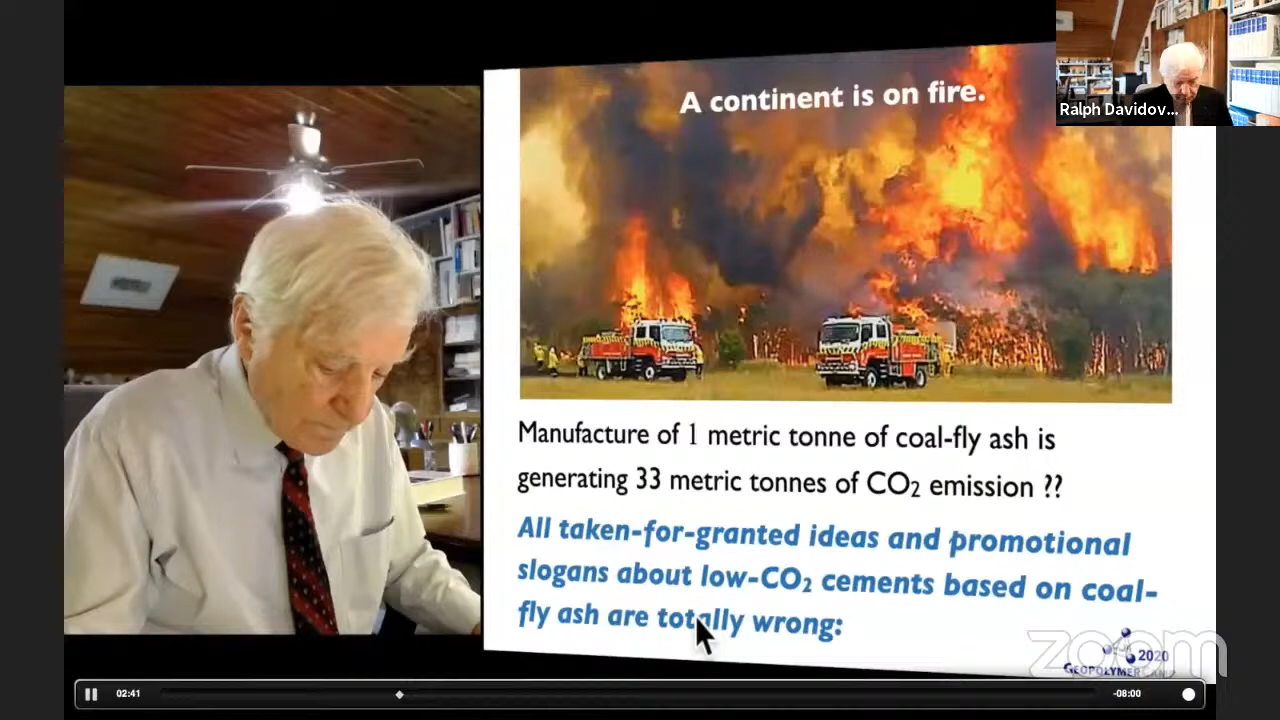 A continent is on fire.
Ralph Davidov...
Manufacture of 1 metric tonne of coal-fly ash is
generating 33 metric tonnes of CO₂ emission ??
All taken-for-granted ideas and promotional
slogans about low-CO₂ cements based on coal-
fly ash are totally wrong:
zoom
2020
02:41
-08:00